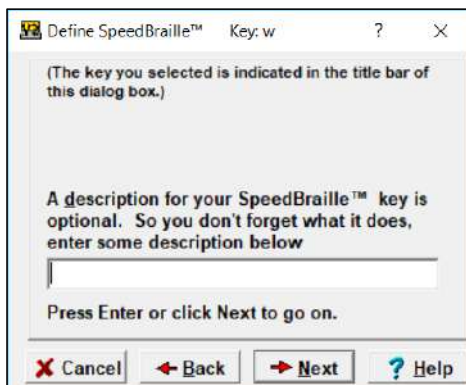 Define SpeedBraille™ Key: w ? ×
(The key you selected is indicated in the title bar of
this dialog box.)
A description for your SpeedBraille™ key is
optional. So you don't forget what it does,
enter some description below
Press Enter or click Next to go on.
Cancel Back Next ? Help